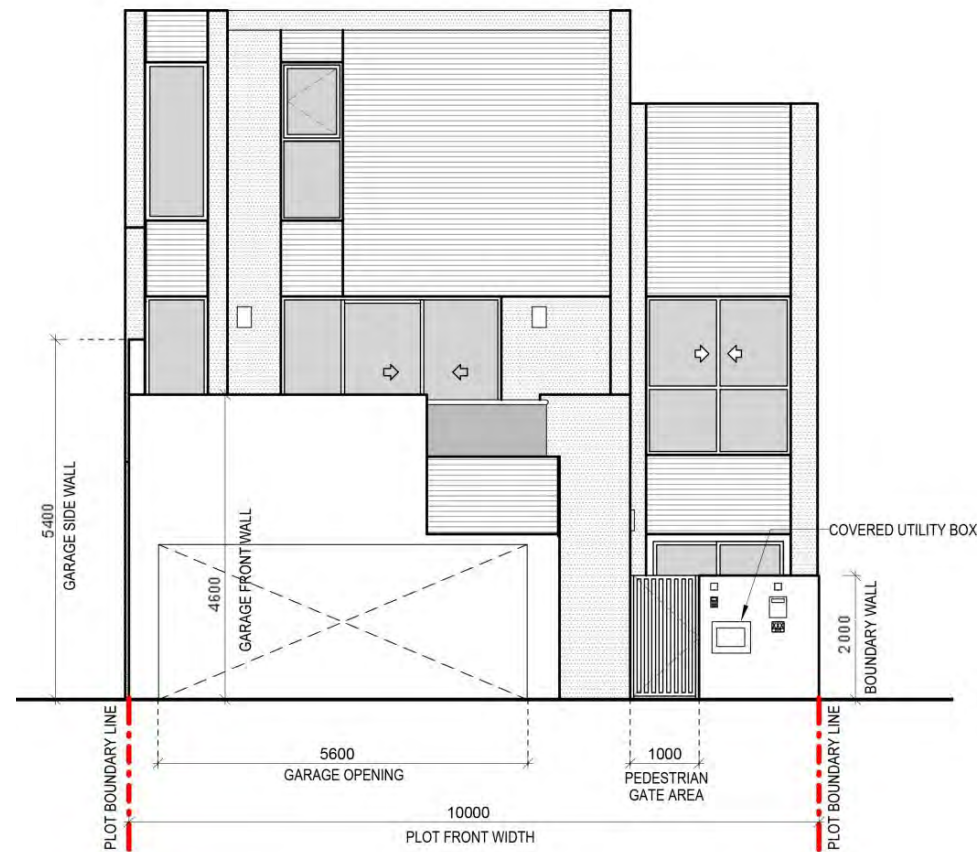 5400
GARAGE SIDE WALL
4600
GARAGE FRONT WALL
COVERED UTILITY BOX
2000
BOUNDARY WALL
PLOT BOUNDARY LINE
5600
GARAGE OPENING
1000
PEDESTRIAN
GATE AREA
10000
PLOT FRONT WIDTH
PLOT BOUNDARY LINE